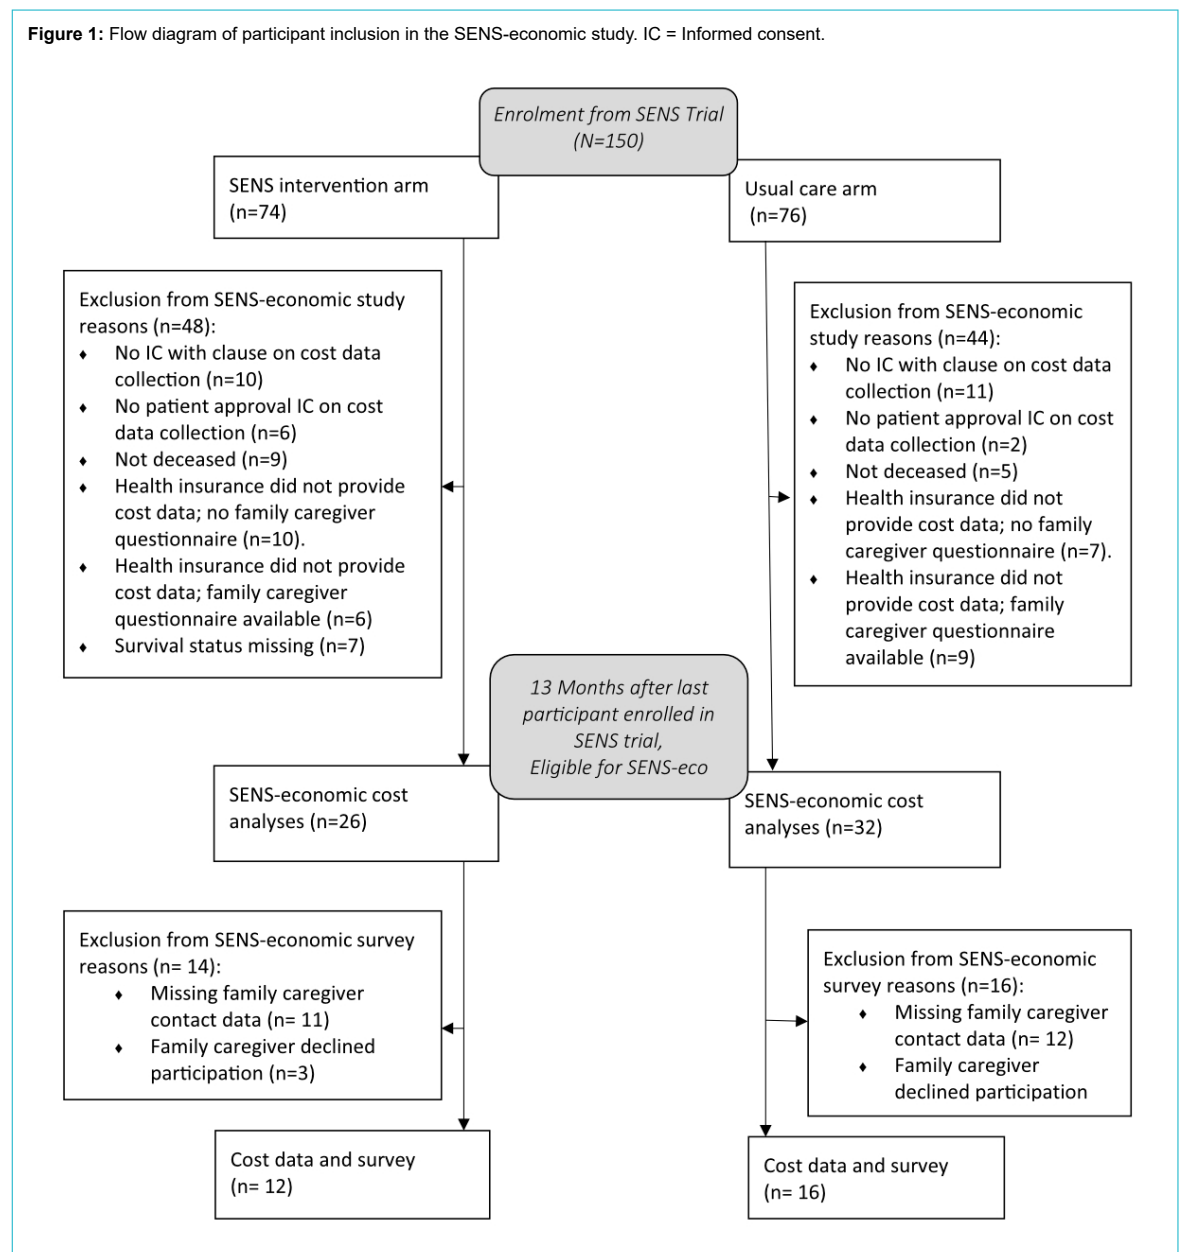 Figure 1: Flow diagram of participant inclusion in the SENS-economic study. IC = Informed consent.
Enrolment from SENS Trial
(N=150)
SENS intervention arm
(n=74)
Usual care arm
(n=76)
Exclusion from SENS-economic study
reasons (n=48):
♦ No IC with clause on cost data
collection (n=10)
♦ No patient approval IC on cost
data collection (n=6)
♦ Not deceased (n=9)
♦ Health insurance did not provide
cost data; no family caregiver
questionnaire (n=10).
♦ Health insurance did not provide
cost data; family caregiver
questionnaire available (n=6)
♦ Survival status missing (n=7)
Exclusion from SENS-economic
study reasons (n=44):
♦ No IC with clause on cost data
collection (n=11)
♦ No patient approval IC on cost
data collection (n=2)
♦ Not deceased (n=5)
♦ Health insurance did not
provide cost data; no family
caregiver questionnaire (n=7).
♦ Health insurance did not
provide cost data; family
caregiver questionnaire
available (n=9)
13 Months after last
participant enrolled in
SENS trial,
Eligible for SENS-eco
SENS-economic cost
analyses (n=26)
SENS-economic cost
analyses (n=32)
Exclusion from SENS-economic survey
reasons (n= 14):
♦ Missing family caregiver
contact data (n= 11)
♦ Family caregiver declined
participation (n=3)
Exclusion from SENS-economic
survey reasons (n=16):
♦ Missing family caregiver
contact data (n= 12)
♦ Family caregiver
declined participation
Cost data and survey
(n= 12)
Cost data and survey
(n= 16)